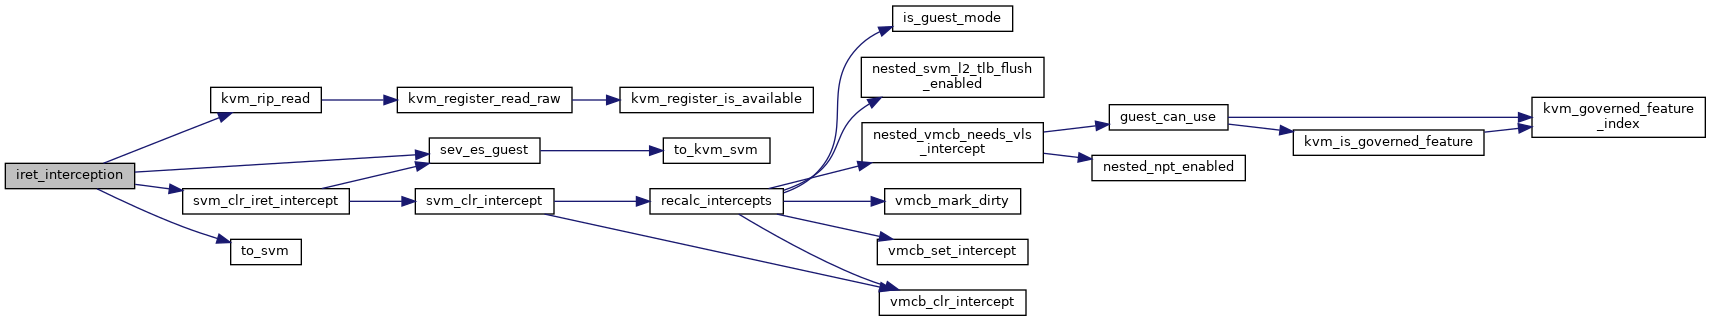 iret_interception
kvm_rip_read
kvm_register_read_raw
kvm_register_is_available
sev_es_guest
to_kvm_svm
svm_clr_iret_intercept
svm_clr_intercept
recalc_intercepts
to_svm
is_guest_mode
nested_svm_l2_tlb_flush
_enabled
nested_vmcb_needs_vls
_intercept
vmcb_mark_dirty
vmcb_set_intercept
vmcb_clr_intercept
guest_can_use
nested_npt_enabled
kvm_is_governed_feature
kvm_governed_feature
_index